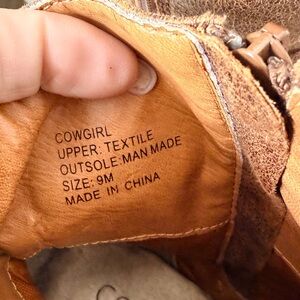 COWGIRL
UPPER: TEXTILE
OUTSOLE: MAN MADE
SIZE: 9M
MADE IN CHINA